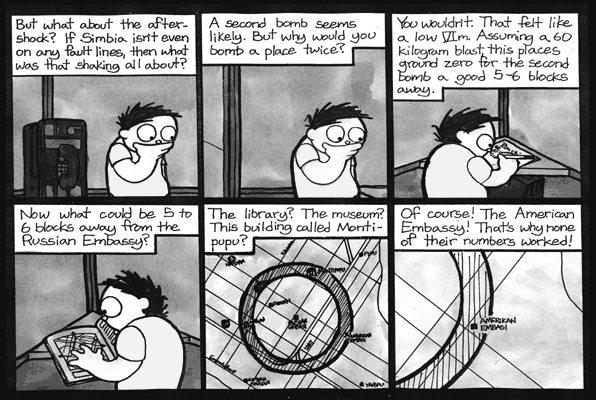 But what about the after-
shock? If Simbia isn't even
on any fault lines, then what
was that shaking all about?
A second bomb seems
likely. But why would you
bomb a place twice?
You wouldn't. That felt like
a low VIm. Assuming a 60
kilogram blast, this places
ground zero for the second
bomb a good 5-6 blocks
away.
Now what could be 5 to
6 blocks away from the
Russian Embassy?
The library? The museum?
This building called Monti-
pupu?
Of course! The American
Embassy! That's why none
of their numbers worked!
AMERIKAN
EMBAGI